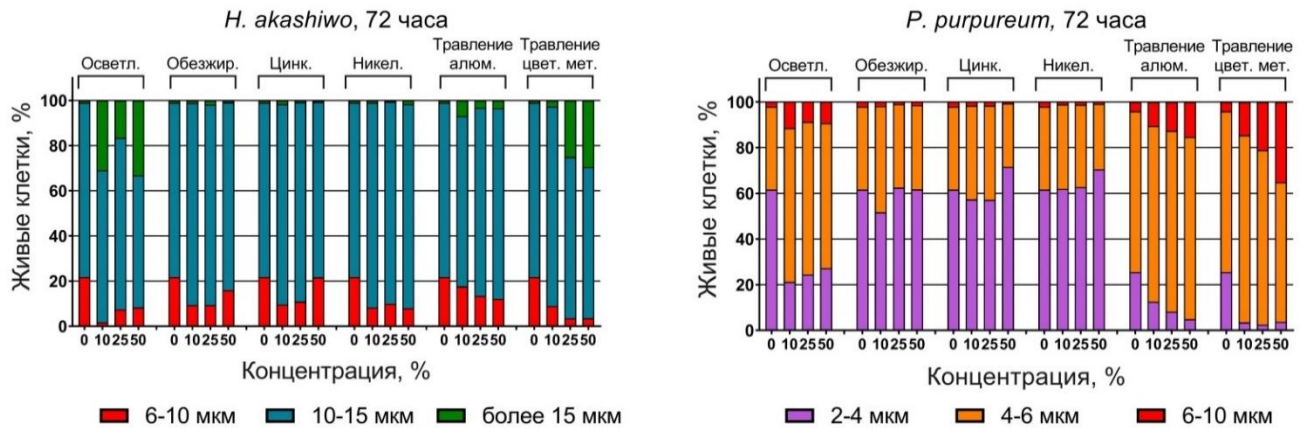 H. akashiwo, 72 часа
Осветл. Обезжир. Цинк. Никел. Травление алюм. Травление цвет. мет.
Живые клетки, %
100
80
60
40
20
0
0 10 25 50 0 10 25 50 0 10 25 50 0 10 25 50 0 10 25 50 0 10 25 50
Концентрация, %
6-10 мкм 10-15 мкм более 15 мкм
P. purpureum, 72 часа
Осветл. Обезжир. Цинк. Никел. Травление алюм. Травление цвет. мет.
Живые клетки, %
100
80
60
40
20
0
0 10 25 50 0 10 25 50 0 10 25 50 0 10 25 50 0 10 25 50 0 10 25 50
Концентрация, %
2-4 мкм 4-6 мкм 6-10 мкм